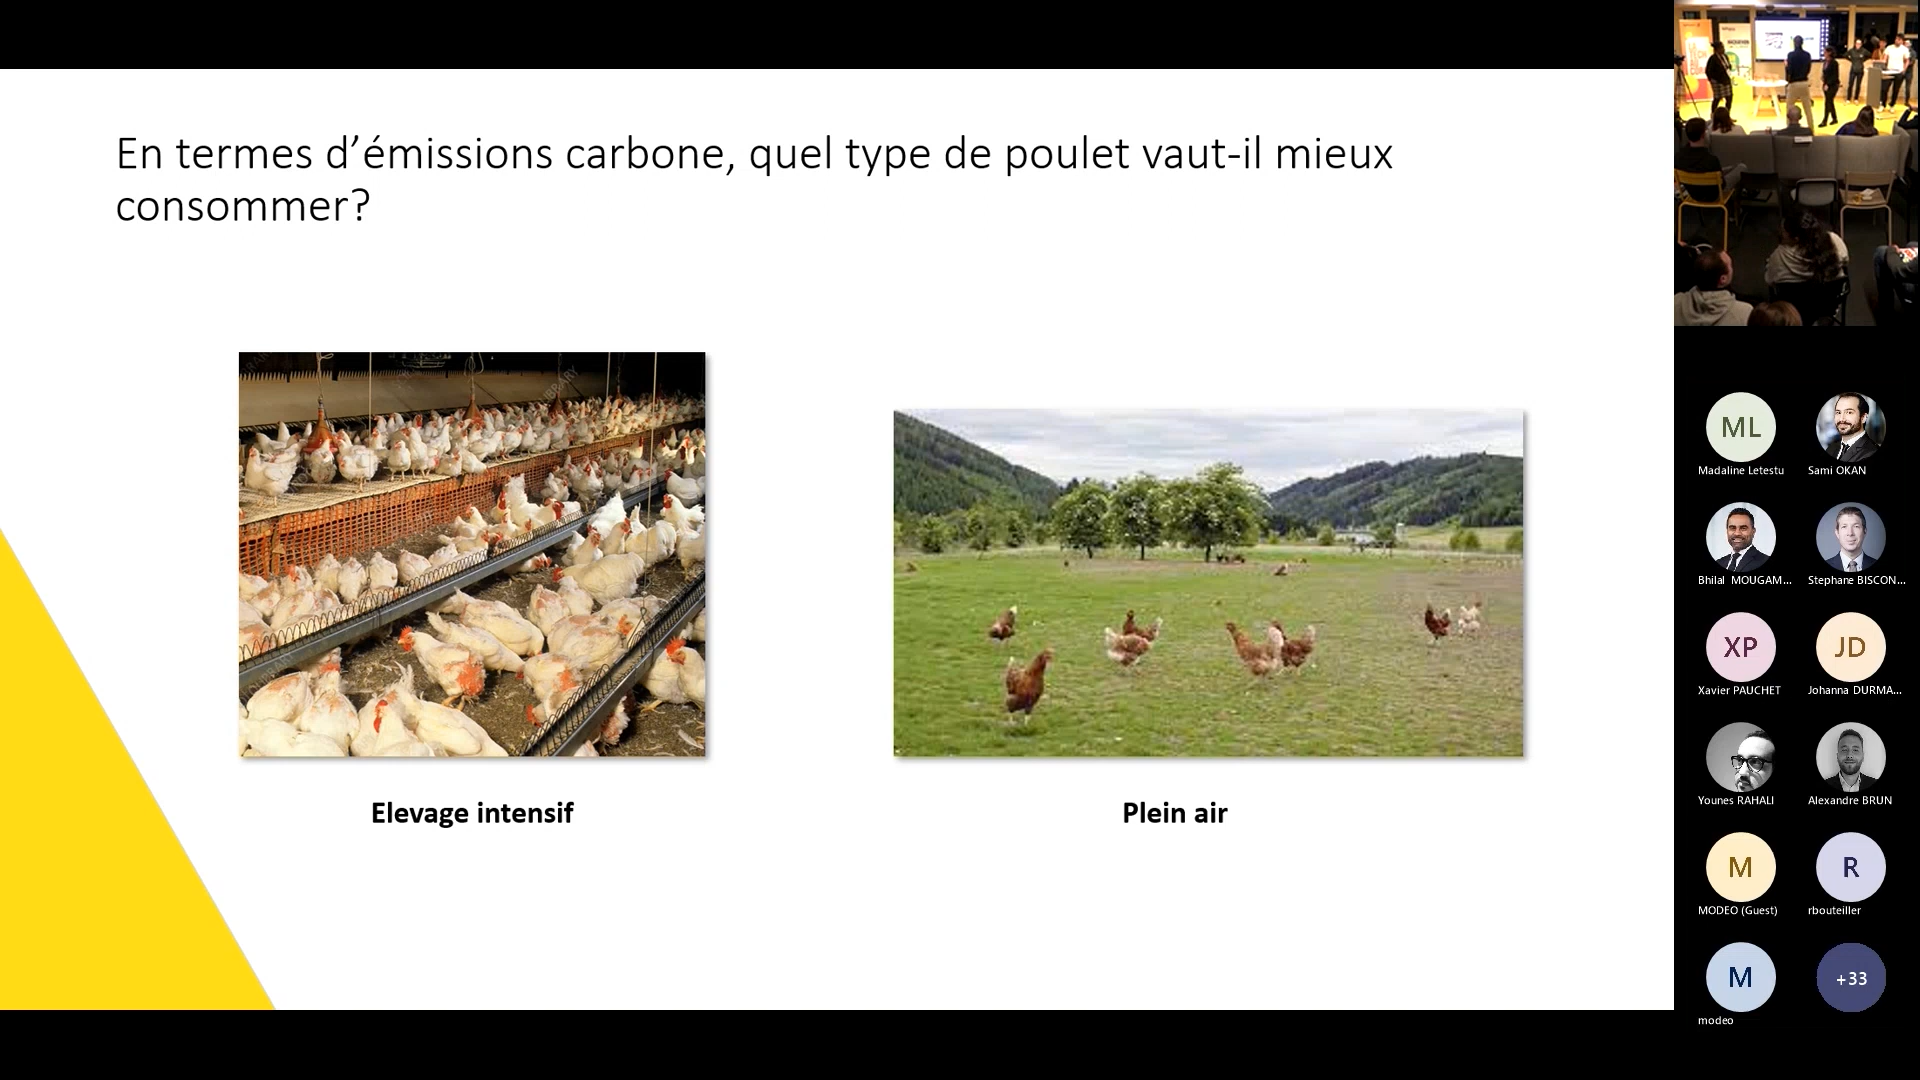 En termes d’émissions carbone, quel type de poulet vaut-il mieux
consommer?
Elevage intensif
Plein air
ML
Madaline Letestu
Sami OKAN
Bhilal MOUGAM...
Stephane BISCON...
XP
Xavier PAUCHET
JD
Johanna DURMA...
Younes RAHALI
Alexandre BRUN
M
MODEO (Guest)
R
rbouteiller
M
modeo
+33